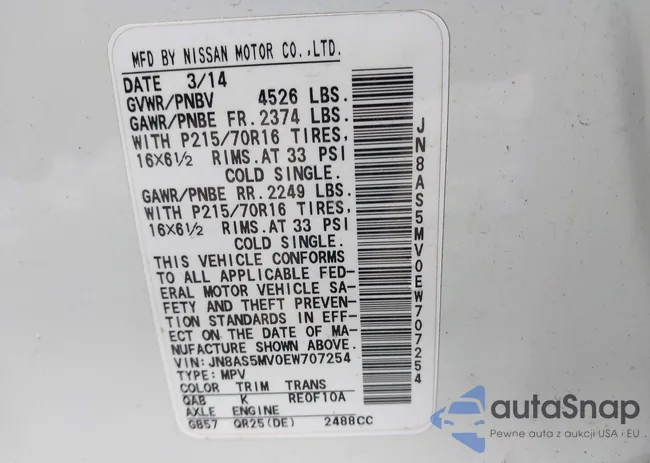 MFD BY NISSAN MOTOR CO.,LTD.
DATE 3/14
GVWR/PNBV 4526 LBS.
GAWR/PNBE FR. 2374 LBS.
WITH P215/70R16 TIRES,
16X6½ RIMS.AT 33 PSI
COLD SINGLE.
GAWR/PNBE RR. 2249 LBS.
WITH P215/70R16 TIRES,
16X6½ RIMS.AT 33 PSI
COLD SINGLE.
THIS VEHICLE CONFORMS
TO ALL APPLICABLE FED-
ERAL MOTOR VEHICLE SA-
FETY AND THEFT PREVEN-
TION STANDARDS IN EFF-
ECT ON THE DATE OF MA-
NUFACTURE SHOWN ABOVE.
VIN: JN8AS5MV0EW707254
TYPE: MPV
COLOR TRIM TRANS
QAB K RE0F10A
AXLE ENGINE
GB57 QR25(DE) 2488CC
JN8AS5MV0EW707254
autoSnap
Pewne auta z aukcji USA i EU